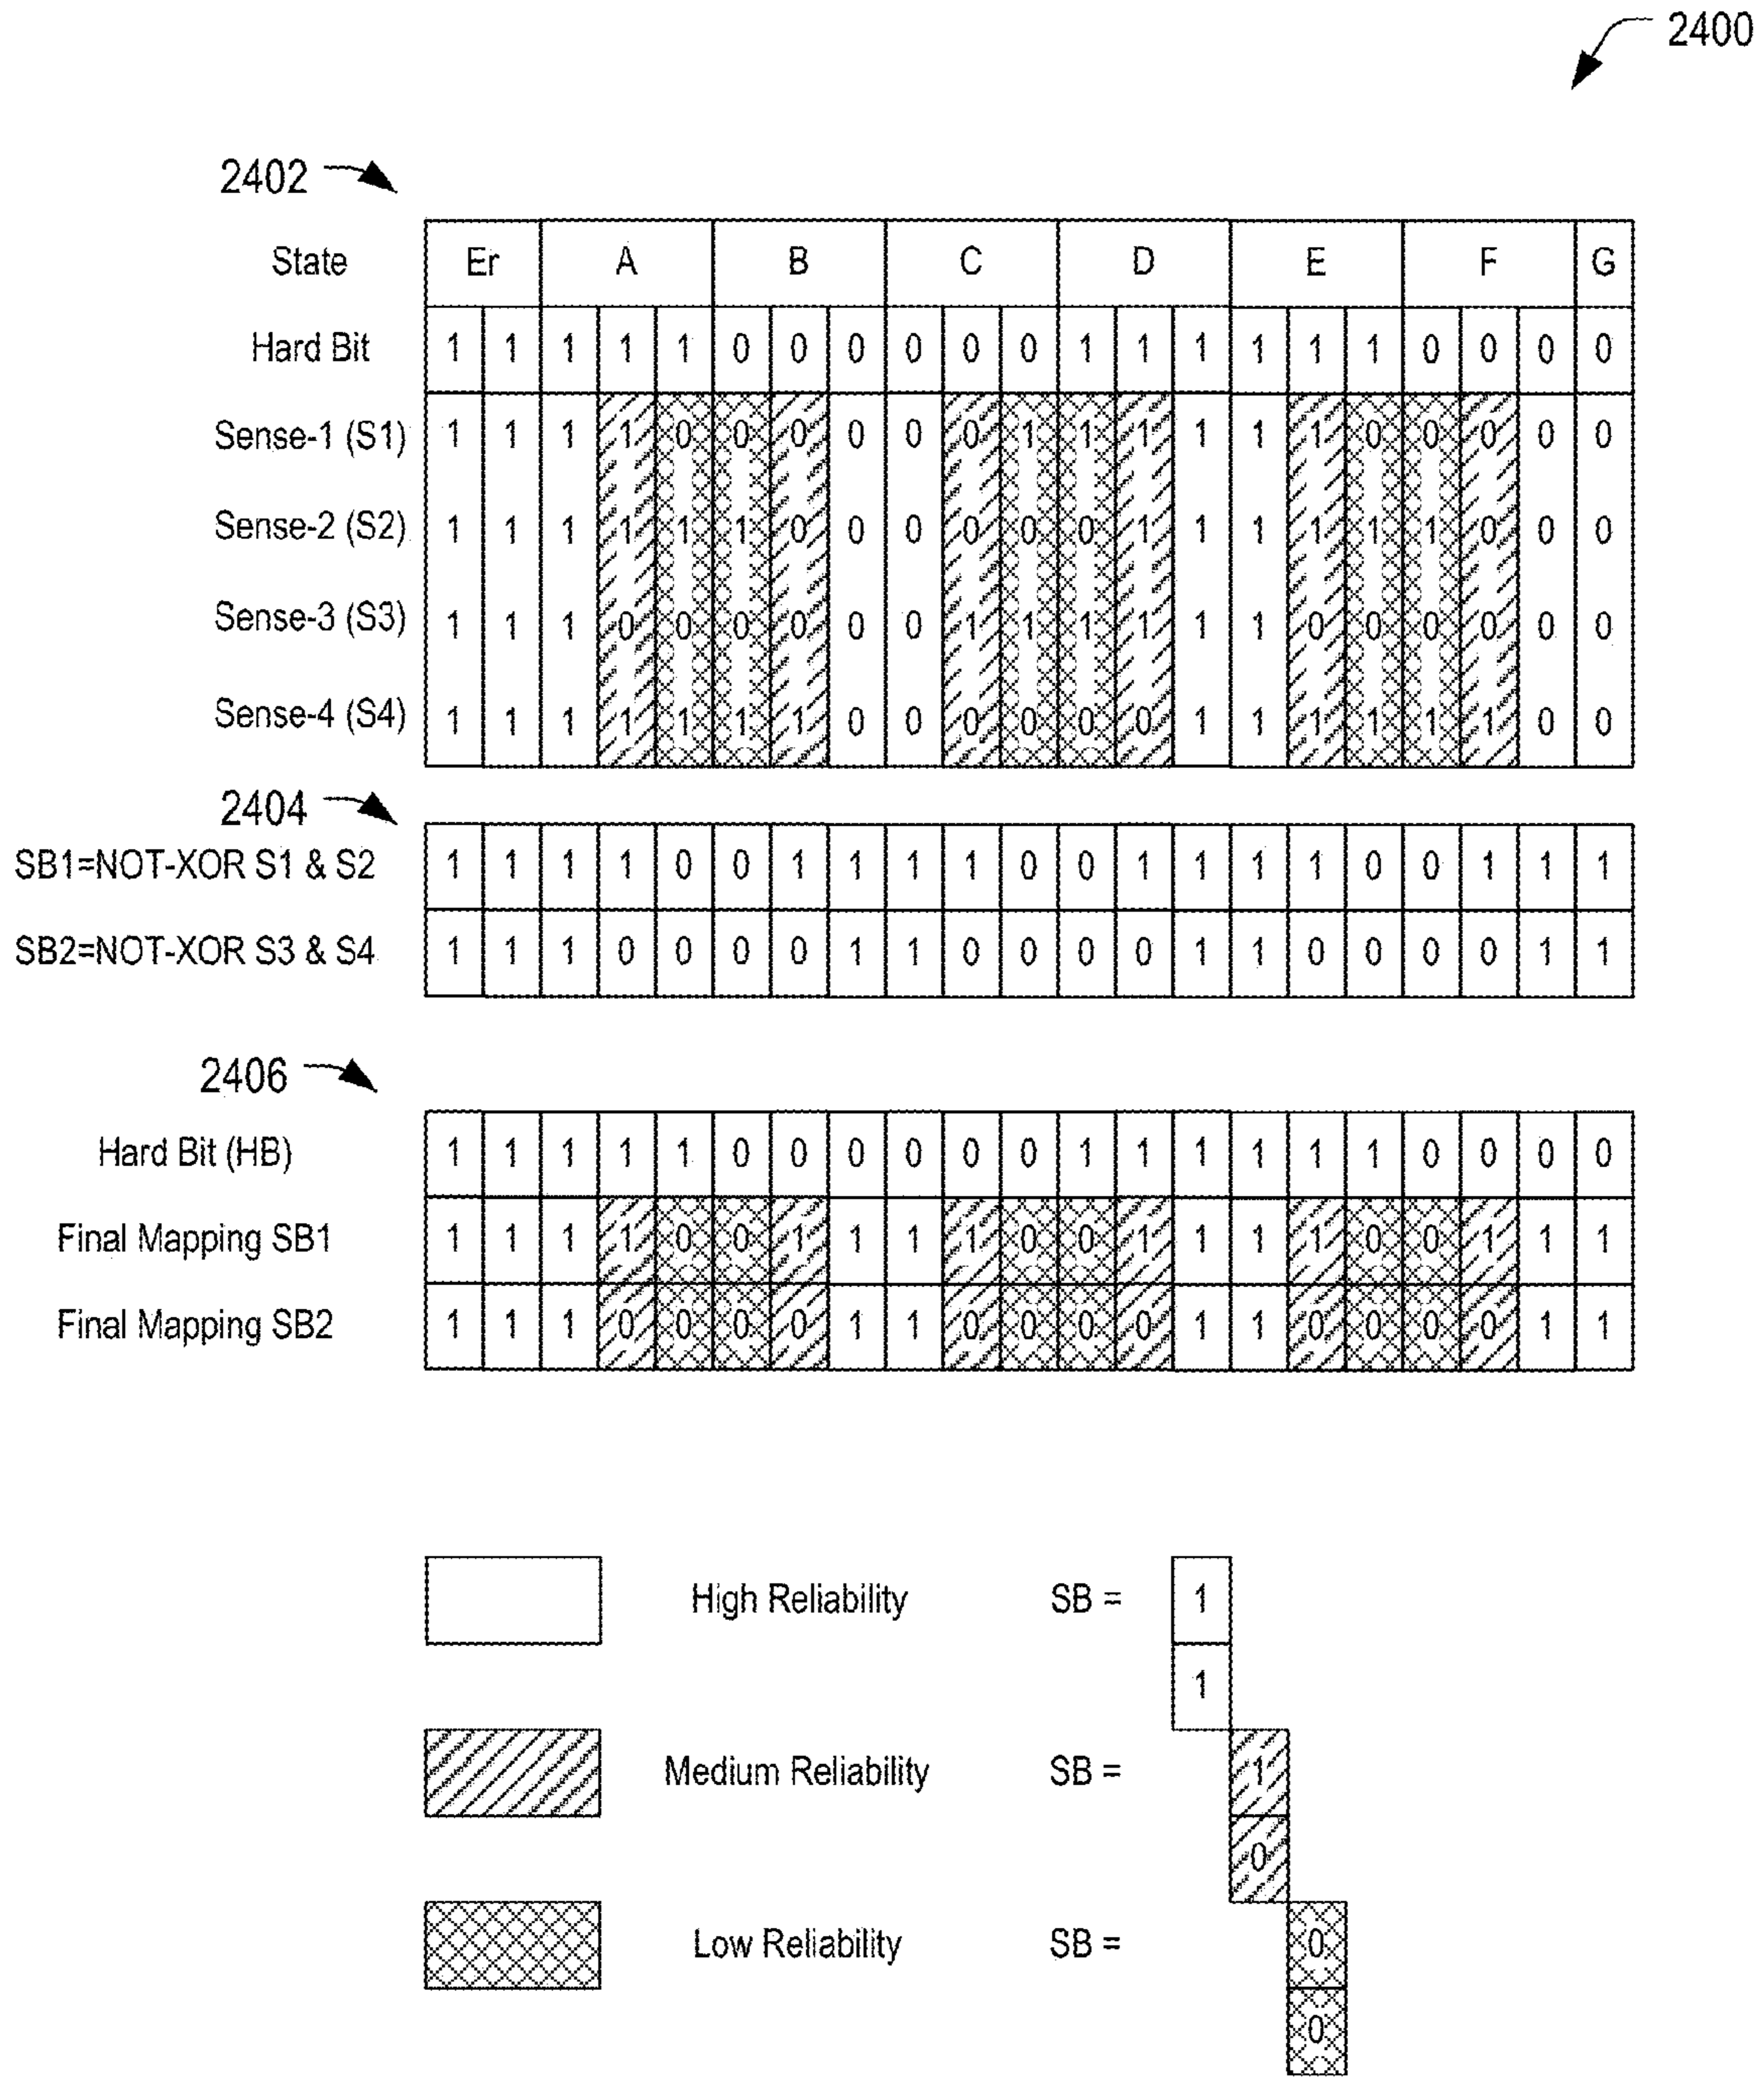 2400
2402
State Er A B C D E F G
Hard Bit 1 1 1 1 1 0 0 0 0 0 0 1 1 1 1 1 1 0 0 0 0
Sense-1 (S1) 1 1 1 1 0 0 0 0 0 0 1 1 1 1 1 1 0 0 0 0 0
Sense-2 (S2) 1 1 1 1 1 1 0 0 0 0 0 0 1 1 1 1 1 1 0 0 0
Sense-3 (S3) 1 1 1 0 0 0 0 0 0 1 1 1 1 1 1 0 0 0 0 0 0
Sense-4 (S4) 1 1 1 1 1 1 1 0 0 0 0 0 0 1 1 1 1 1 1 0 0
2404
SB1=NOT-XOR S1 & S2 1 1 1 1 0 0 1 1 1 1 0 0 1 1 1 1 0 0 1 1 1
SB2=NOT-XOR S3 & S4 1 1 1 0 0 0 0 1 1 0 0 0 0 1 1 0 0 0 0 1 1
2406
Hard Bit (HB) 1 1 1 1 1 0 0 0 0 0 0 1 1 1 1 1 1 0 0 0 0
Final Mapping SB1 1 1 1 1 0 0 1 1 1 1 0 0 1 1 1 1 0 0 1 1 1
Final Mapping SB2 1 1 1 0 0 0 0 1 1 0 0 0 0 1 1 0 0 0 0 1 1
High Reliability SB = 1
1
Medium Reliability SB = 1
0
Low Reliability SB = 0
0